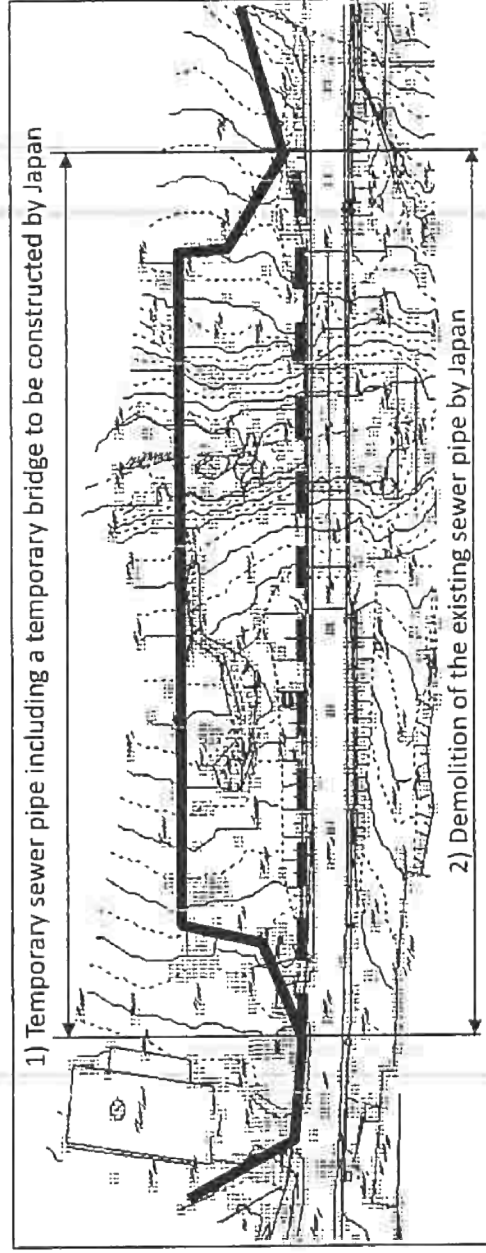 1) Temporary sewer pipe including a temporary bridge to be constructed by Japan
2) Demolition of the existing sewer pipe by Japan